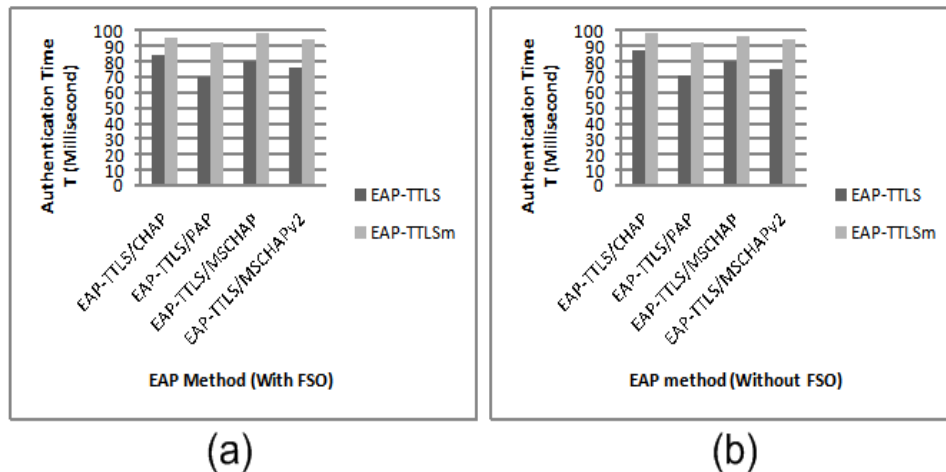 Authentication Time
T (Millisecond)
100
90
80
70
60
50
40
30
20
10
0
EAP-TTLS/CHAP
EAP-TTLS/PAP
EAP-TTLS/MSCHAP
EAP-TTLS/MSCHAPv2
EAP-TTLS
EAP-TTLSm
EAP Method (With FSO)
(a)
Authentication Time
T (Millisecond)
100
90
80
70
60
50
40
30
20
10
0
EAP-TTLS/CHAP
EAP-TTLS/PAP
EAP-TTLS/MSCHAP
EAP-TTLS/MSCHAPv2
EAP-TTLS
EAP-TTLSm
EAP method (Without FSO)
(b)